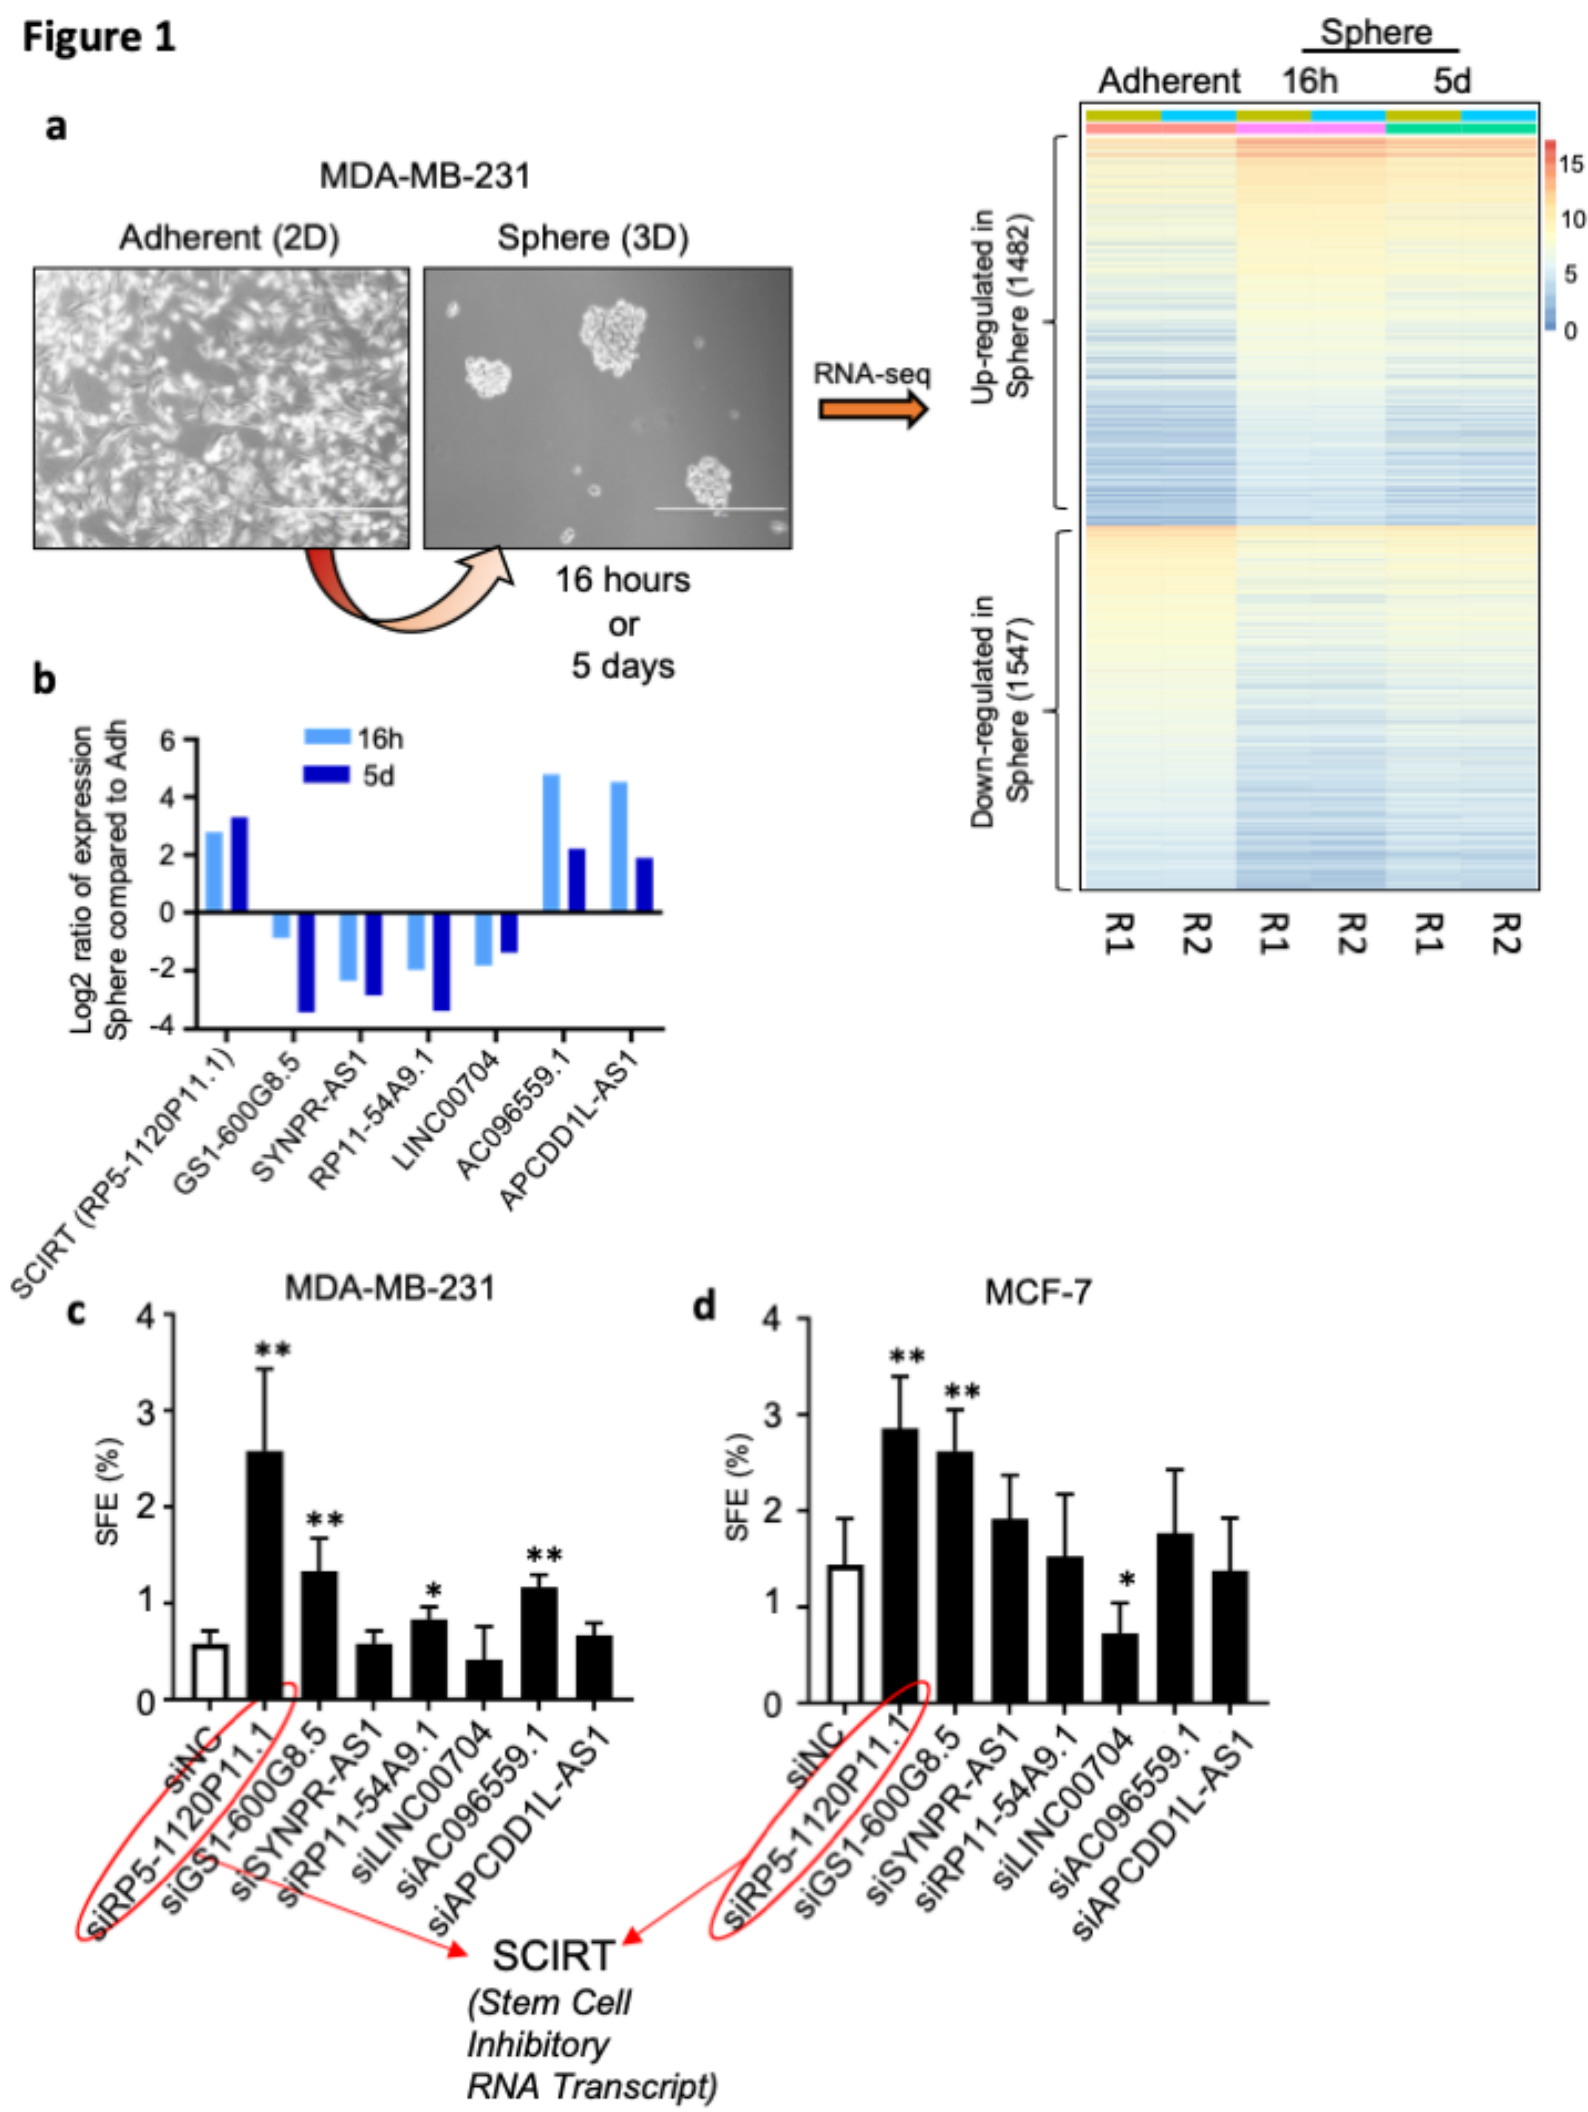 Figure 1
a
MDA-MB-231
Adherent (2D)
Sphere (3D)
16 hours
or
5 days
RNA-seq
Sphere
Adherent
16h
5d
Up-regulated in
Sphere (1482)
Down-regulated in
Sphere (1547)
15
10
5
0
R1
R2
R1
R2
R1
R2
b
Log2 ratio of expression
Sphere compared to Adh
6
4
2
0
-2
-4
16h
5d
SCIRT (RP5-1120P11.1)
GS1-600G8.5
SYNPR-AS1
RP11-54A9.1
LINC00704
AC096559.1
APCDD1L-AS1
c
MDA-MB-231
SFE (%)
4
3
2
1
0
**
**
*
**
siNC
siRP5-1120P11.1
siGS1-600G8.5
siSYNPR-AS1
siRP11-54A9.1
siLINC00704
siAC096559.1
siAPCDD1L-AS1
d
MCF-7
SFE (%)
4
3
2
1
0
**
**
*
siNC
siRP5-1120P11.1
siGS1-600G8.5
siSYNPR-AS1
siRP11-54A9.1
siLINC00704
siAC096559.1
siAPCDD1L-AS1
SCIRT
(Stem Cell
Inhibitory
RNA Transcript)